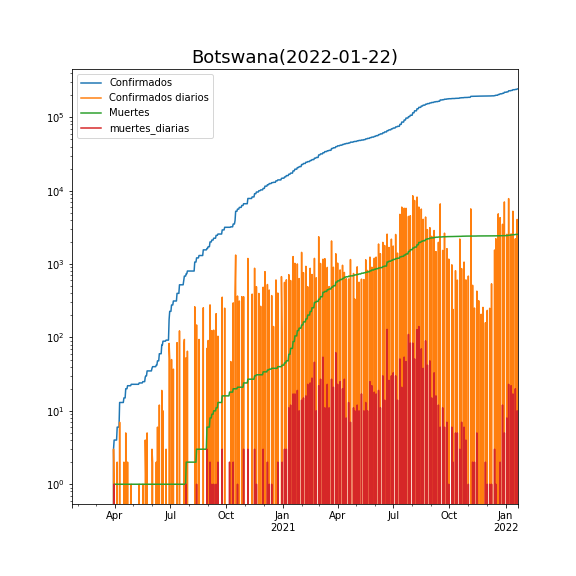 Botswana(2022-01-22)
Confirmados
Confirmados diarios
Muertes
muertes_diarias
10⁵
10⁴
10³
10²
10¹
10⁰
Apr Jul Oct Jan Apr Jul Oct Jan
2021 2022